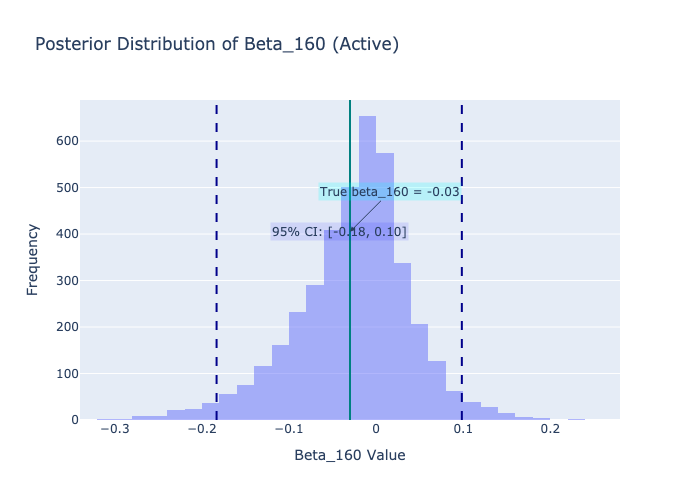 Posterior Distribution of Beta_160 (Active)
600
500
400
300
200
100
0
Frequency
True beta_160 = -0.03
95% CI: [-0.18, 0.10]
−0.3
−0.2
−0.1
0
0.1
0.2
Beta_160 Value